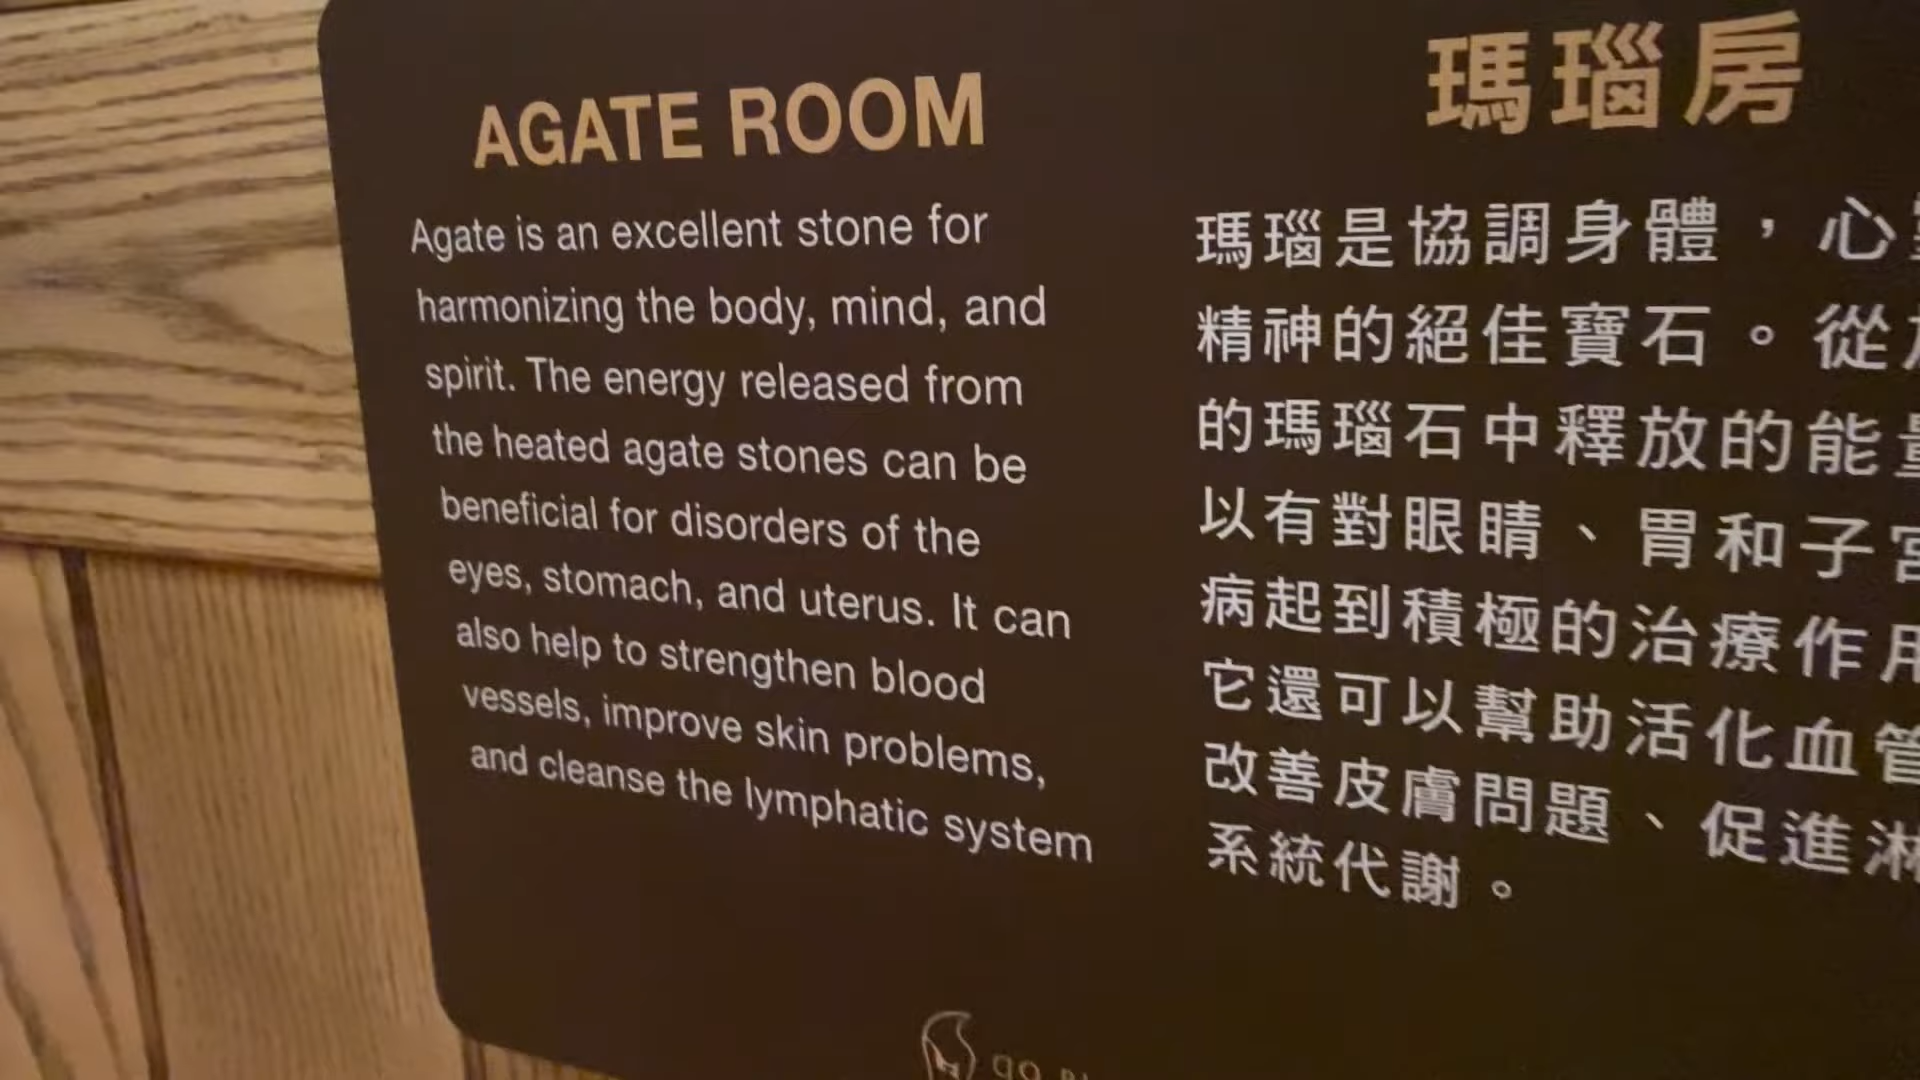 AGATE ROOM
Agate is an excellent stone for
harmonizing the body, mind, and
spirit. The energy released from
the heated agate stones can be
beneficial for disorders of the
eyes, stomach, and uterus. It can
also help to strengthen blood
vessels, improve skin problems,
and cleanse the lymphatic system
瑪瑙房
瑪瑙是協調身體，心
精神的絕佳寶石。從
的瑪瑙石中釋放的能量
以有對眼睛、胃和子宮
病起到積極的治療作用
它還可以幫助活化血管
改善皮膚問題、促進淋
系統代謝。